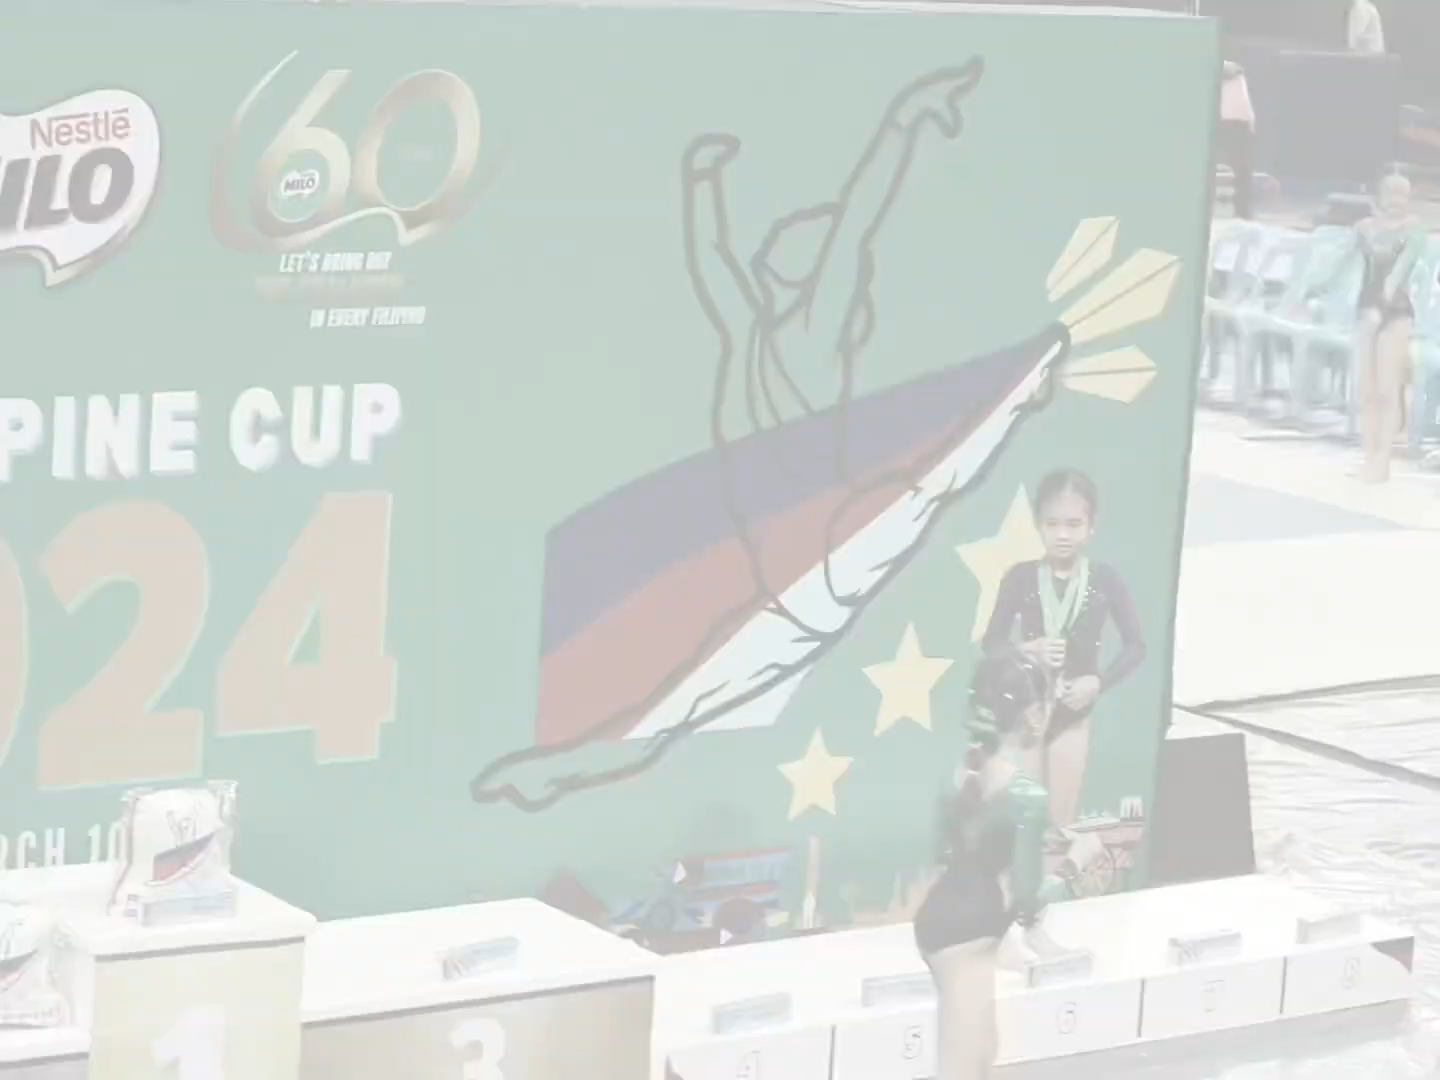 Nestlé
MILO
60
MILO
LET'S BRING OUT
IN EVERY FILIPINO
PINE CUP
024
RCH 10
1
3
4
5
6
7
8